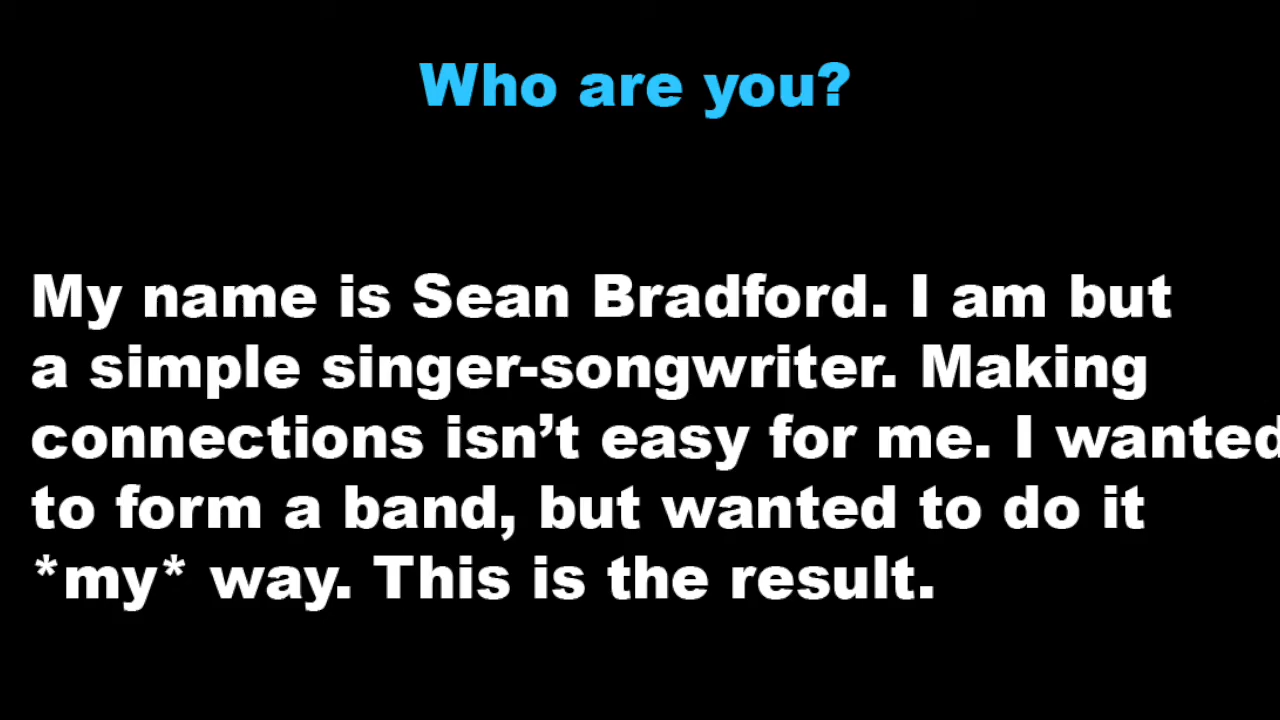 Who are you?
My name is Sean Bradford. I am but
a simple singer-songwriter. Making
connections isn’t easy for me. I wanted
to form a band, but wanted to do it
*my* way. This is the result.